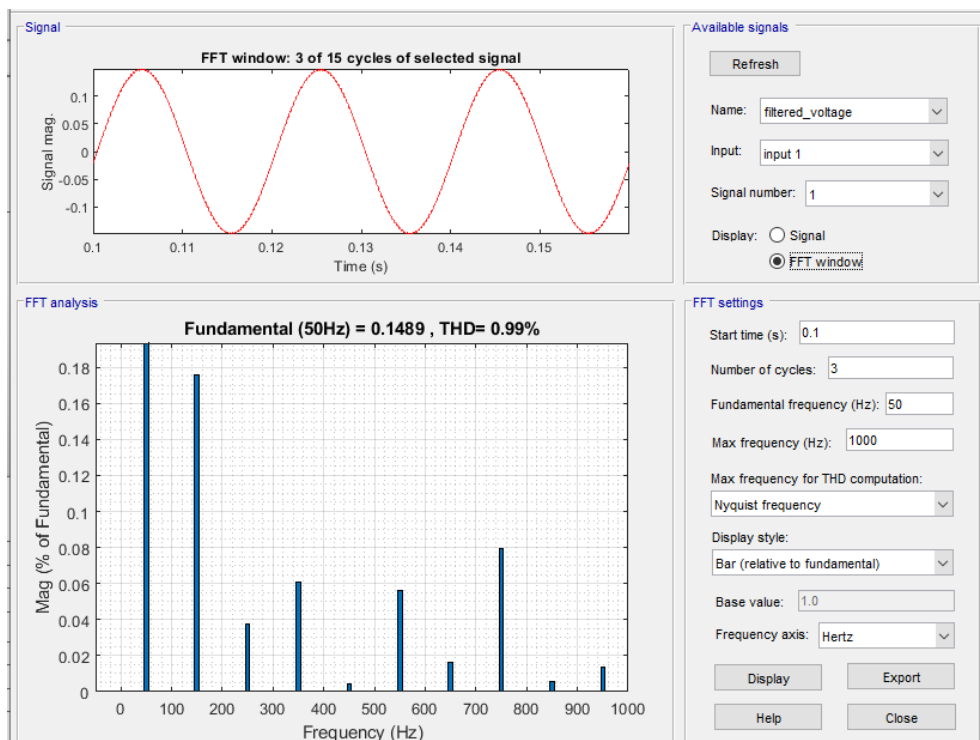 Signal
FFT window: 3 of 15 cycles of selected signal
0.1
0.05
0
-0.05
-0.1
Signal mag.
0.1
0.11
0.12
0.13
0.14
0.15
Time (s)
Available signals
Refresh
Name: filtered_voltage
Input: input 1
Signal number: 1
Display: Signal
FFT window
FFT analysis
Fundamental (50Hz) = 0.1489 , THD= 0.99%
0.18
0.16
0.14
0.12
0.1
0.08
0.06
0.04
0.02
0
Mag (% of Fundamental)
0
100
200
300
400
500
600
700
800
900
1000
Frequency (Hz)
FFT settings
Start time (s): 0.1
Number of cycles: 3
Fundamental frequency (Hz): 50
Max frequency (Hz): 1000
Max frequency for THD computation:
Nyquist frequency
Display style:
Bar (relative to fundamental)
Base value: 1.0
Frequency axis: Hertz
Display
Export
Help
Close